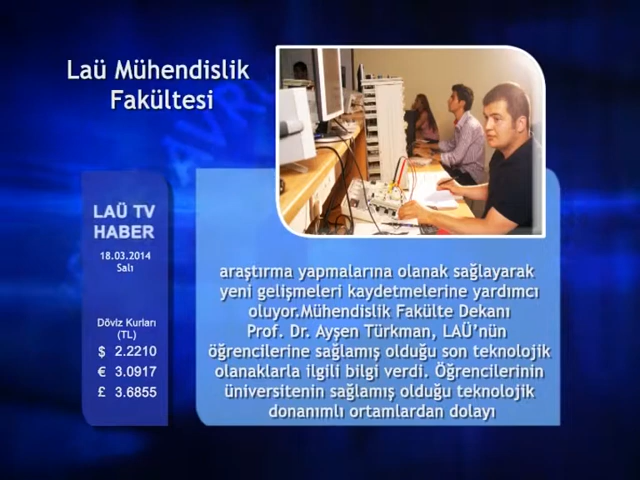 Laü Mühendislik
Fakültesi
LAÜ TV
HABER
18.03.2014
Salı
Döviz Kurları
(TL)
$ 2.2210
€ 3.0917
£ 3.6855
araştırma yapmalarına olanak sağlayarak
yeni gelişmeleri kaydetmelerine yardımcı
oluyor.Mühendislik Fakülte Dekanı
Prof. Dr. Ayşen Türkman, LAÜ’nün
öğrencilerine sağlamış olduğu son teknolojik
olanaklarla ilgili bilgi verdi. Öğrencilerinin
üniversitenin sağlamış olduğu teknolojik
donanımlı ortamlardan dolayı